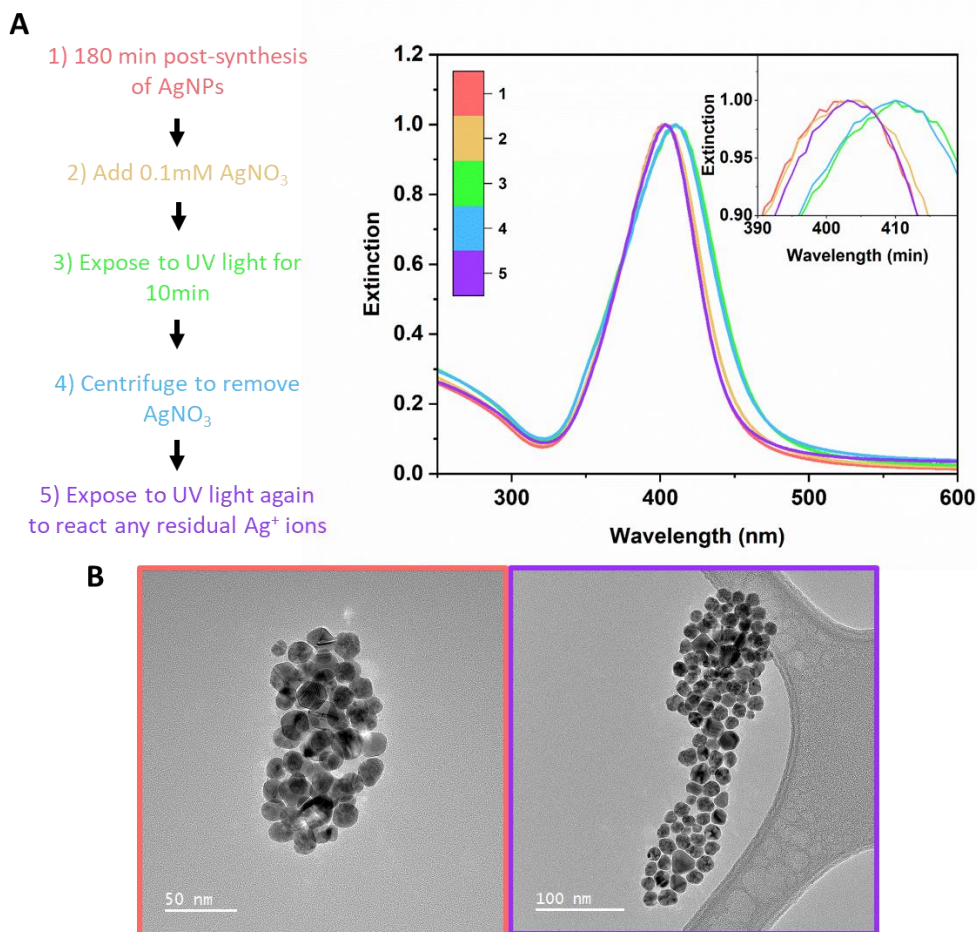 A
1) 180 min post-synthesis
of AgNPs
2) Add 0.1mM AgNO₃
3) Expose to UV light for
10min
4) Centrifuge to remove
AgNO₃
5) Expose to UV light again
to react any residual Ag⁺ ions
1.2
1.0
0.8
0.6
0.4
0.2
0.0
Extinction
300
400
500
600
Wavelength (nm)
1
2
3
4
5
1.00
0.95
0.90
Extinction
390
400
410
Wavelength (min)
B
50 nm
100 nm